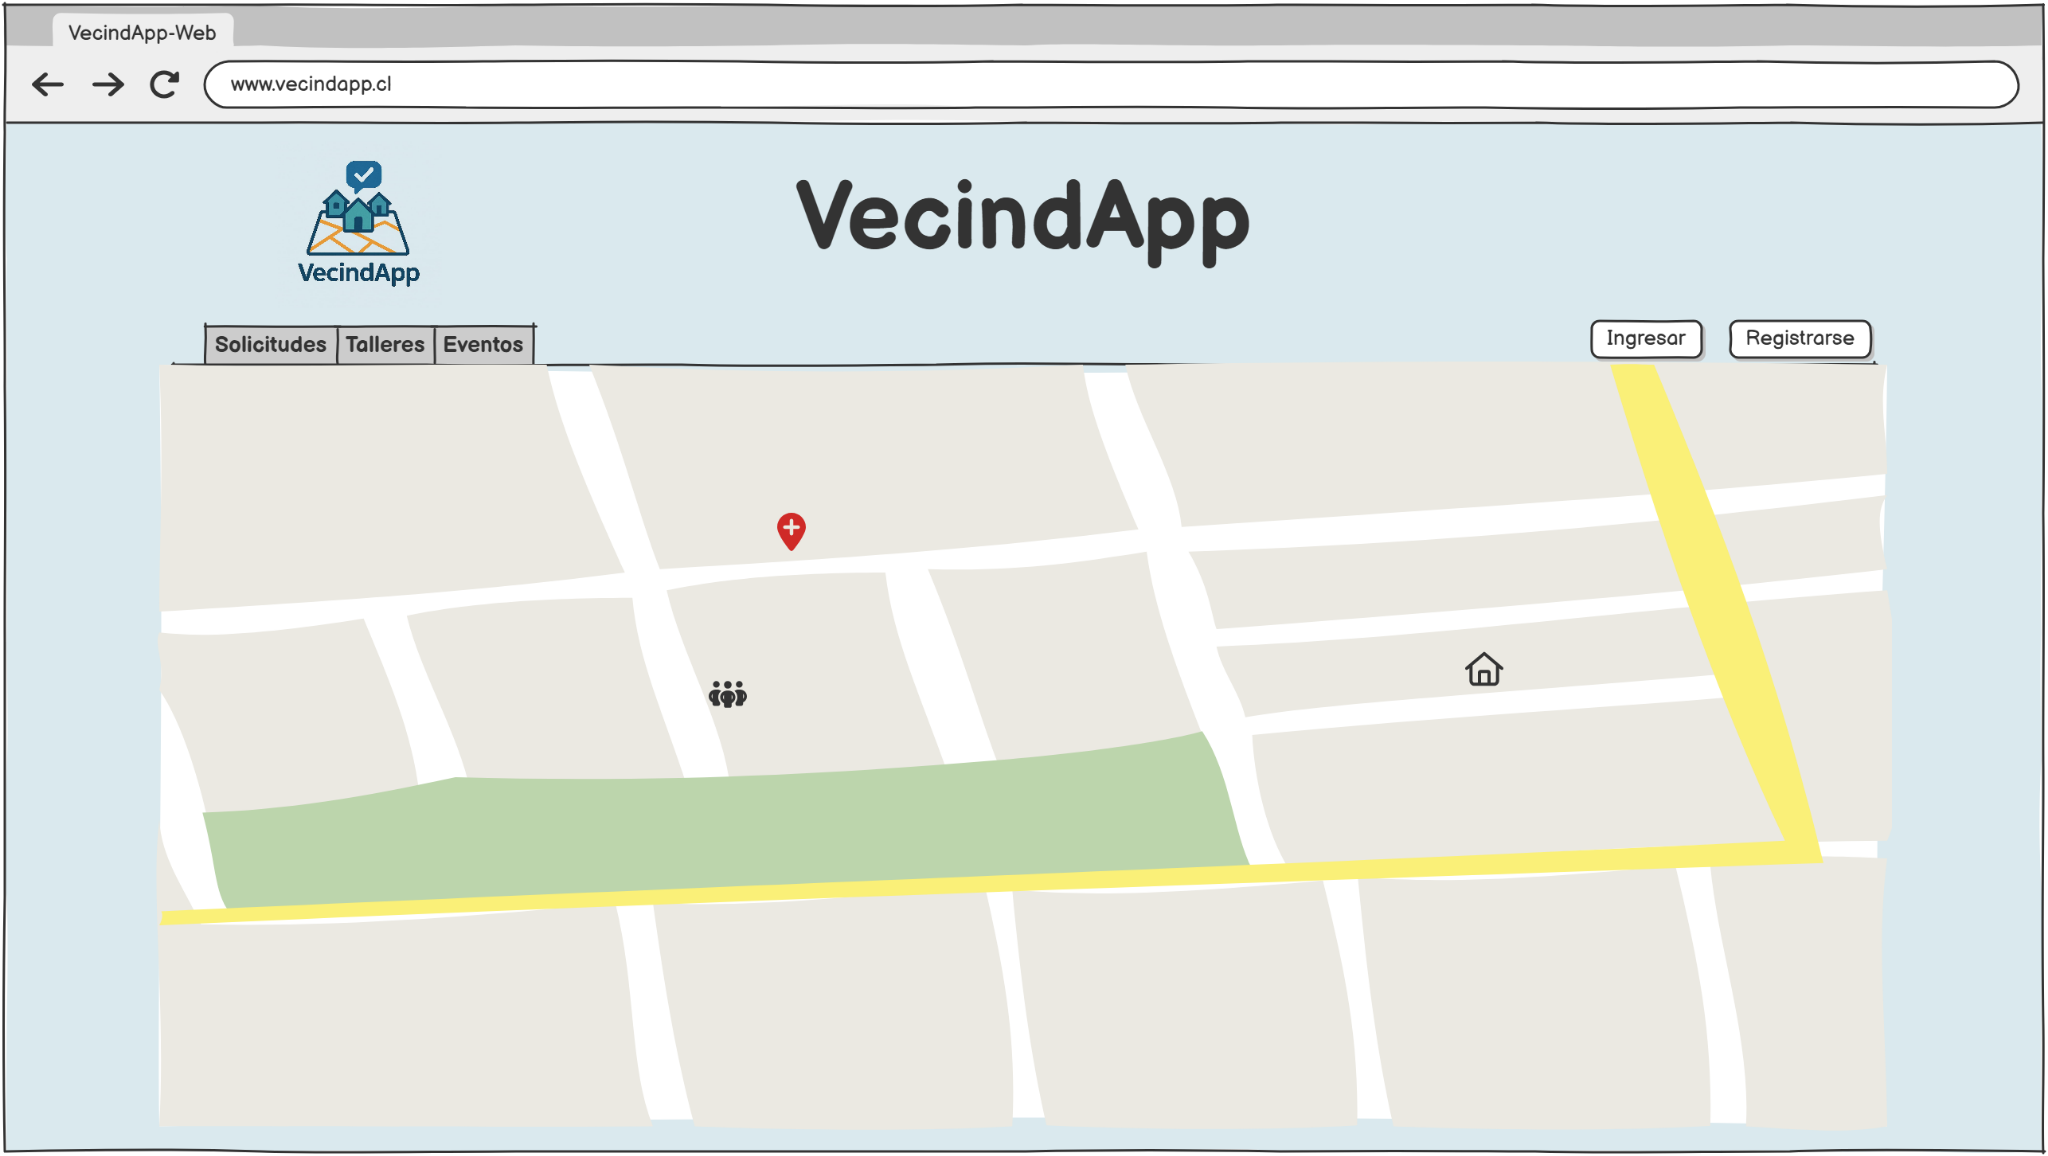 VecindApp-Web
www.vecindapp.cl
VecindApp
VecindApp
Solicitudes Talleres Eventos
Ingresar Registrarse